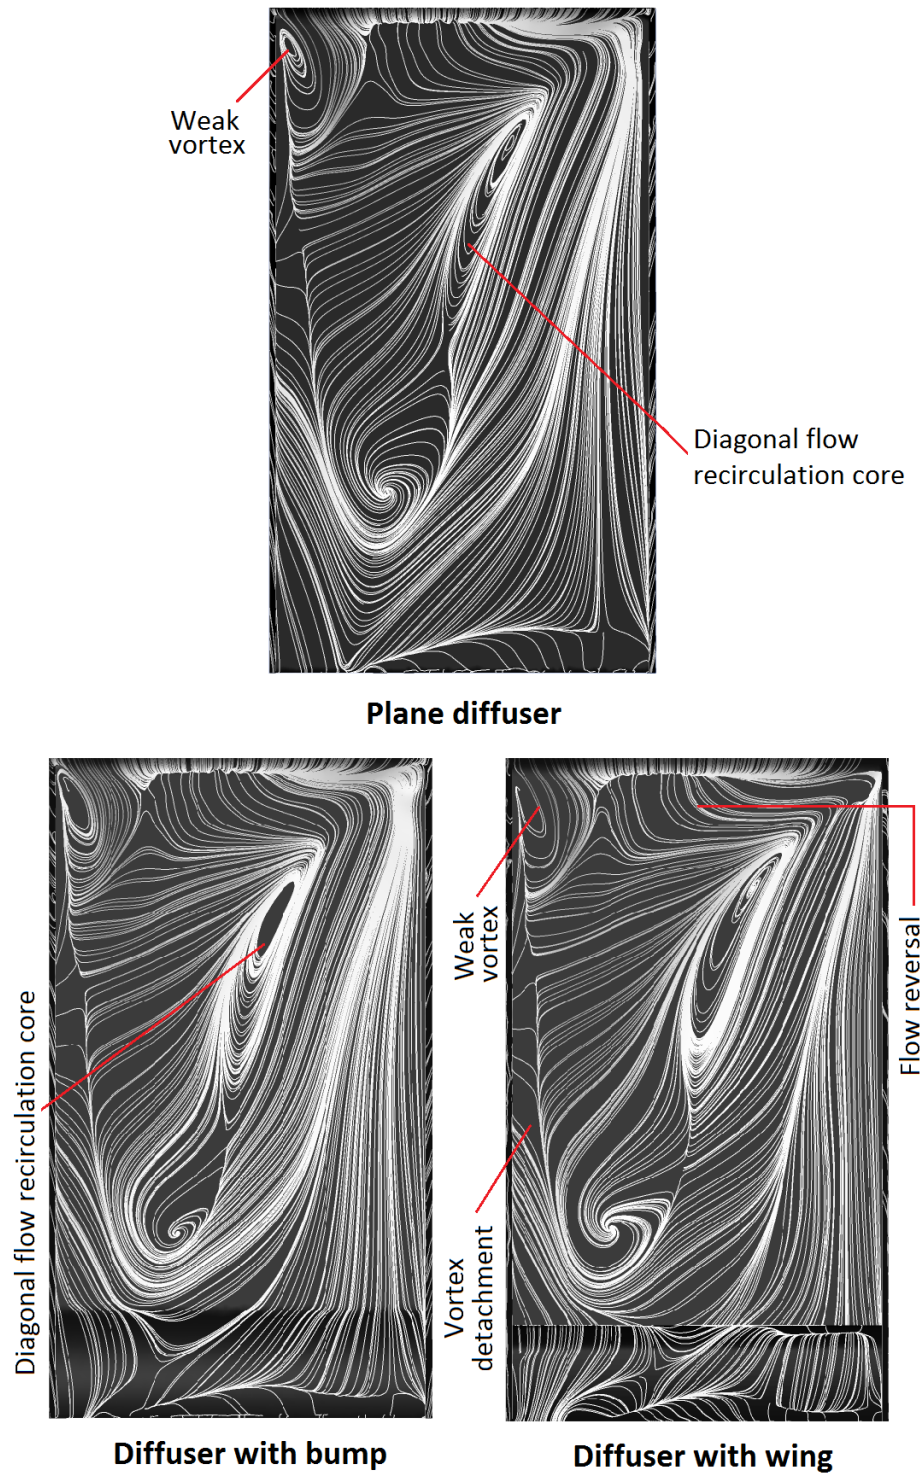 Weak
vortex
Diagonal flow
recirculation core
Plane diffuser
Diagonal flow recirculation core
Weak
vortex
Vortex
detachment
Flow reversal
Diffuser with bump
Diffuser with wing